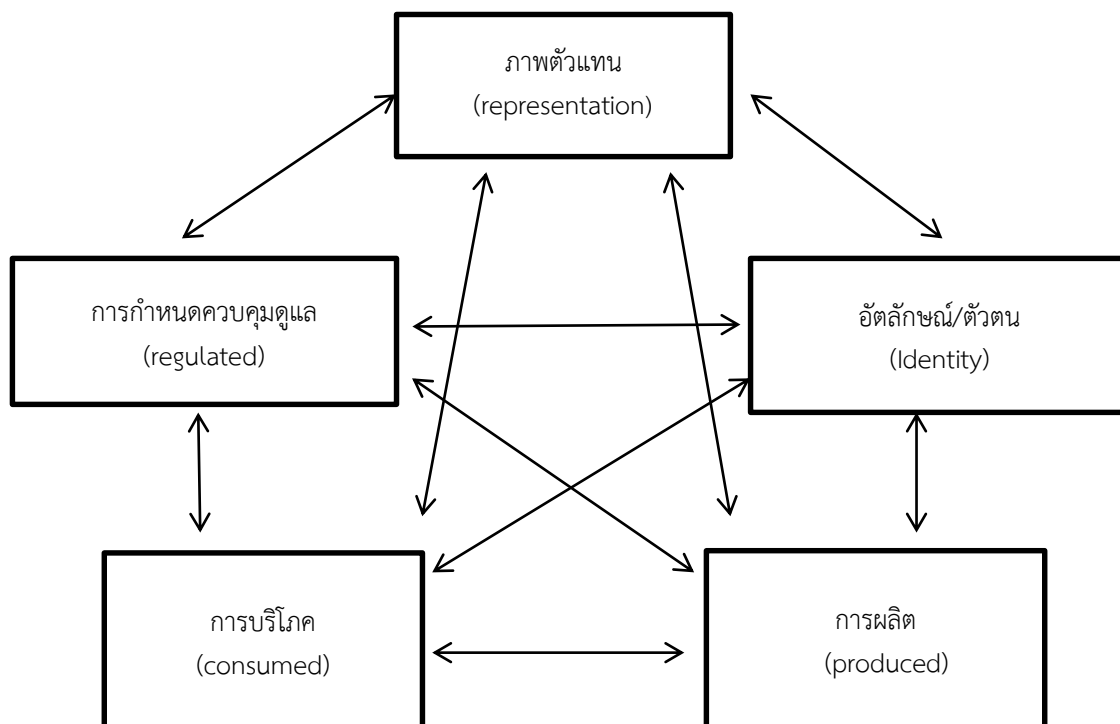 ภาพตัวแทน
(representation)
การกำหนดควบคุมดูแล
(regulated)
อัตลักษณ์/ตัวตน
(Identity)
การบริโภค
(consumed)
การผลิต
(produced)